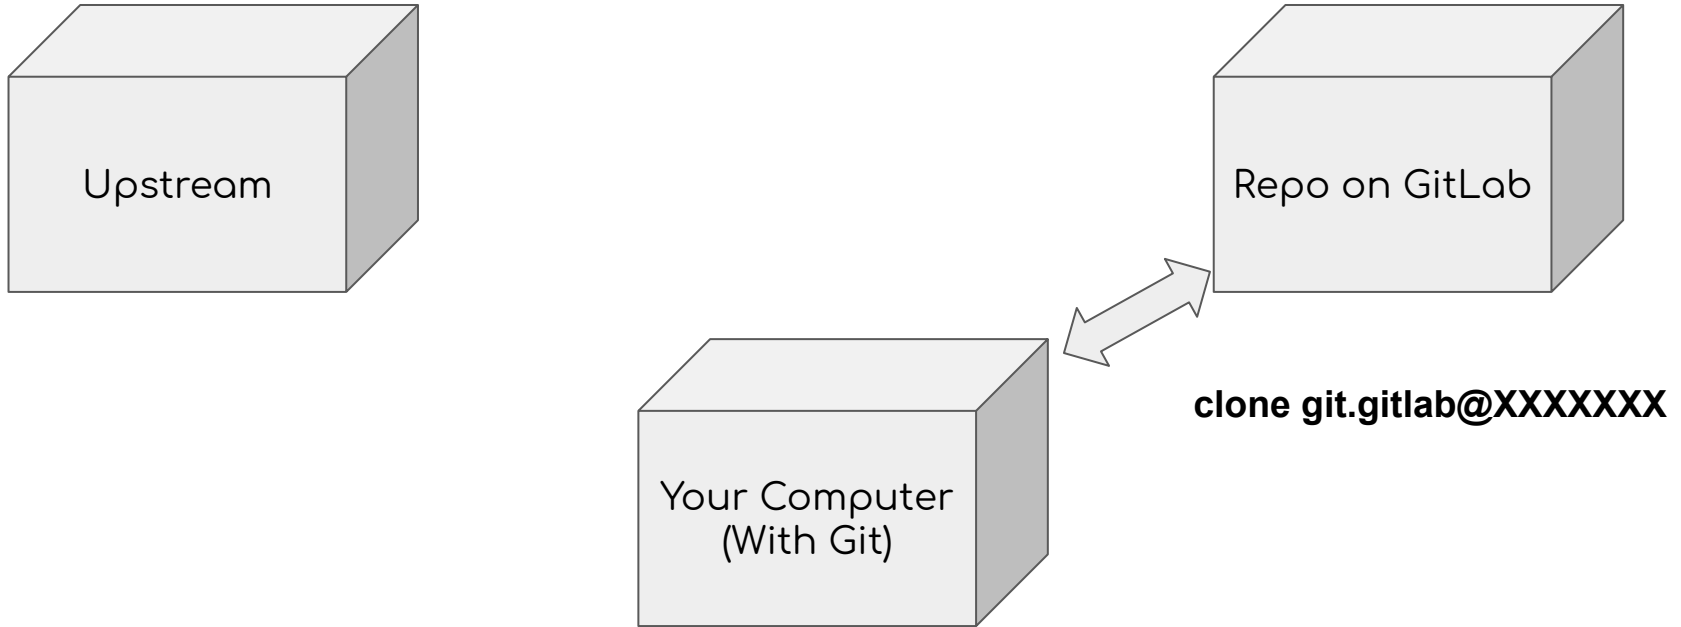 Upstream
Repo on GitLab
clone git.gitlab@XXXXXXX
Your Computer
(With Git)